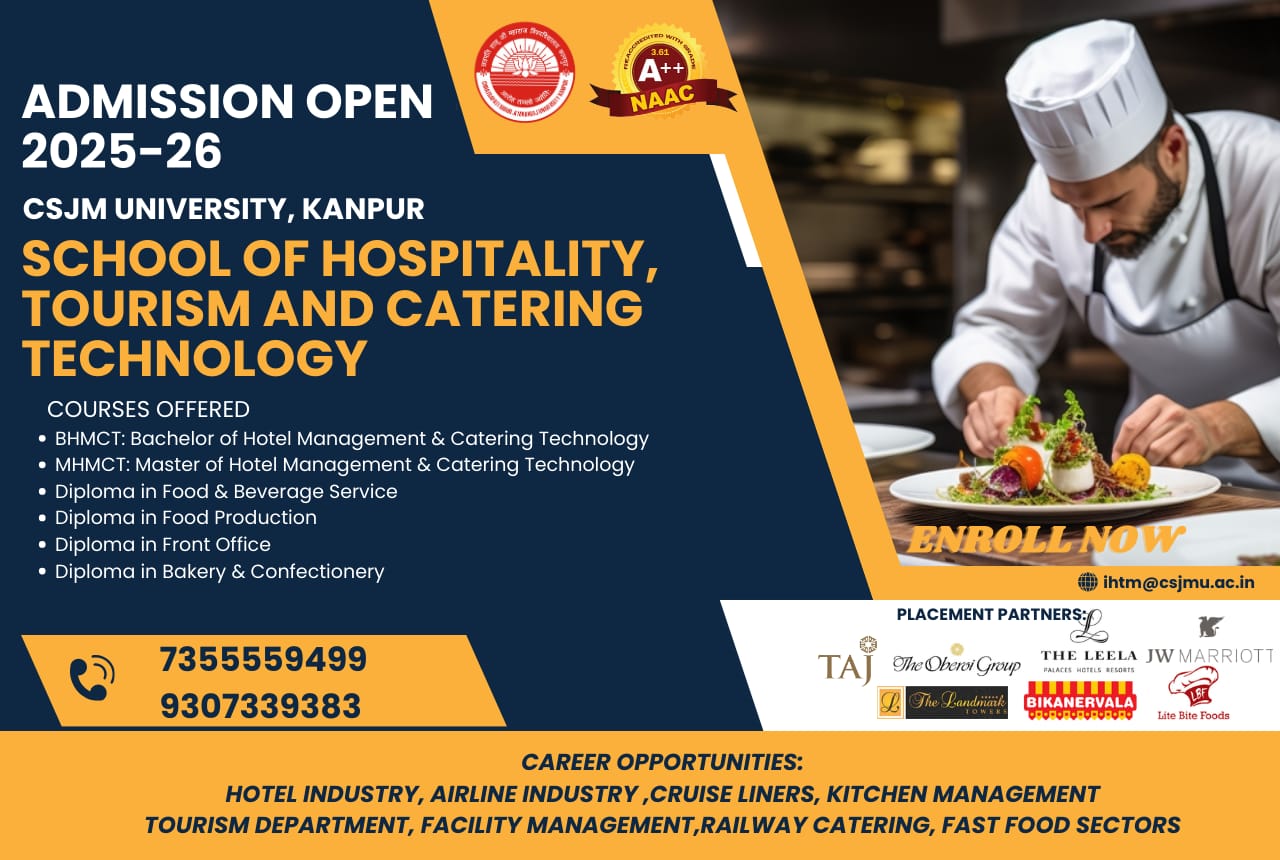 REACCREDITED WITH GRADE
3.61
A++
NAAC
ADMISSION OPEN
2025-26
CSJM UNIVERSITY, KANPUR
SCHOOL OF HOSPITALITY,
TOURISM AND CATERING
TECHNOLOGY
COURSES OFFERED
• BHMCT: Bachelor of Hotel Management & Catering Technology
• MHMCT: Master of Hotel Management & Catering Technology
• Diploma in Food & Beverage Service
• Diploma in Food Production
• Diploma in Front Office
• Diploma in Bakery & Confectionery
ENROLL NOW
ihtm@csjmu.ac.in
7355559499
9307339383
PLACEMENT PARTNERS:
TAJ
The Oberoi Group
L
THE LEELA
PALACES HOTELS RESORTS
JW MARRIOTT
L
The Landmark
TOWERS
BIKANERVALA
LBF
Lite Bite Foods
CAREER OPPORTUNITIES:
HOTEL INDUSTRY, AIRLINE INDUSTRY ,CRUISE LINERS, KITCHEN MANAGEMENT
TOURISM DEPARTMENT, FACILITY MANAGEMENT,RAILWAY CATERING, FAST FOOD SECTORS